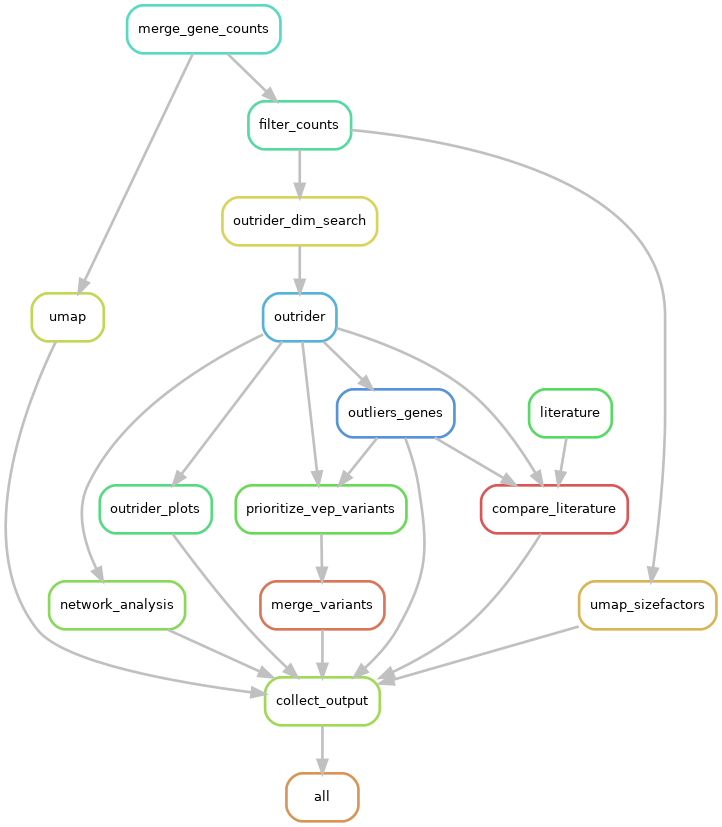 merge_gene_counts
filter_counts
outrider_dim_search
umap
outrider
outliers_genes
literature
outrider_plots
prioritize_vep_variants
compare_literature
network_analysis
merge_variants
umap_sizefactors
collect_output
all